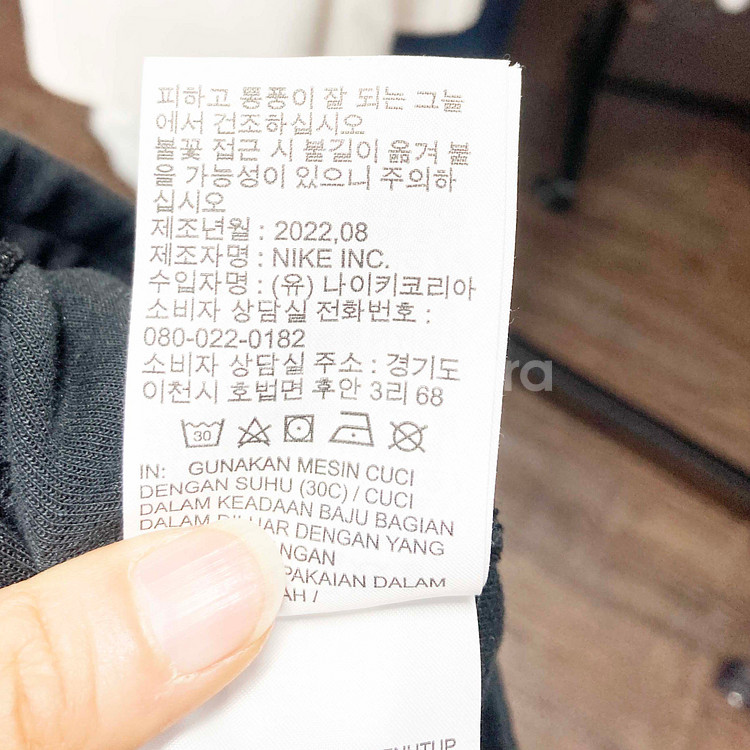 피하고 통풍이 잘 되는 그늘
에서 건조하십시오
불꽃 접근 시 불길이 옮겨 붙
을 가능성이 있으니 주의하
십시오
제조년월 : 2022,08
제조자명 : NIKE INC.
수입자명 : (유) 나이키코리아
소비자 상담실 전화번호 :
080-022-0182
소비자 상담실 주소 : 경기도
이천시 호법면 후안 3리 68
30
IN: GUNAKAN MESIN CUCI
DENGAN SUHU (30C) / CUCI
DALAM KEADAAN BAJU BAGIAN
DALAM DILUAR DENGAN YANG
PAKAIAN DALAM